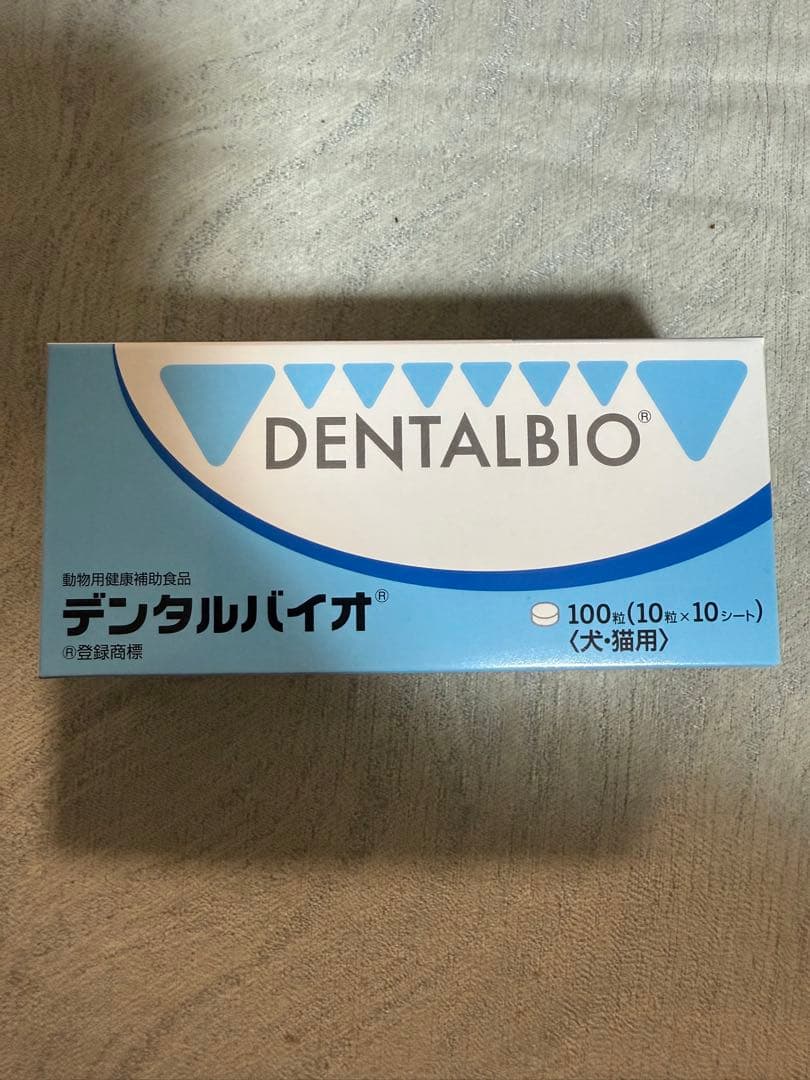 DENTALBIO®
動物用健康補助食品
デンタルバイオ®
®登録商標
100粒(10粒×10シート)
〈犬・猫用〉